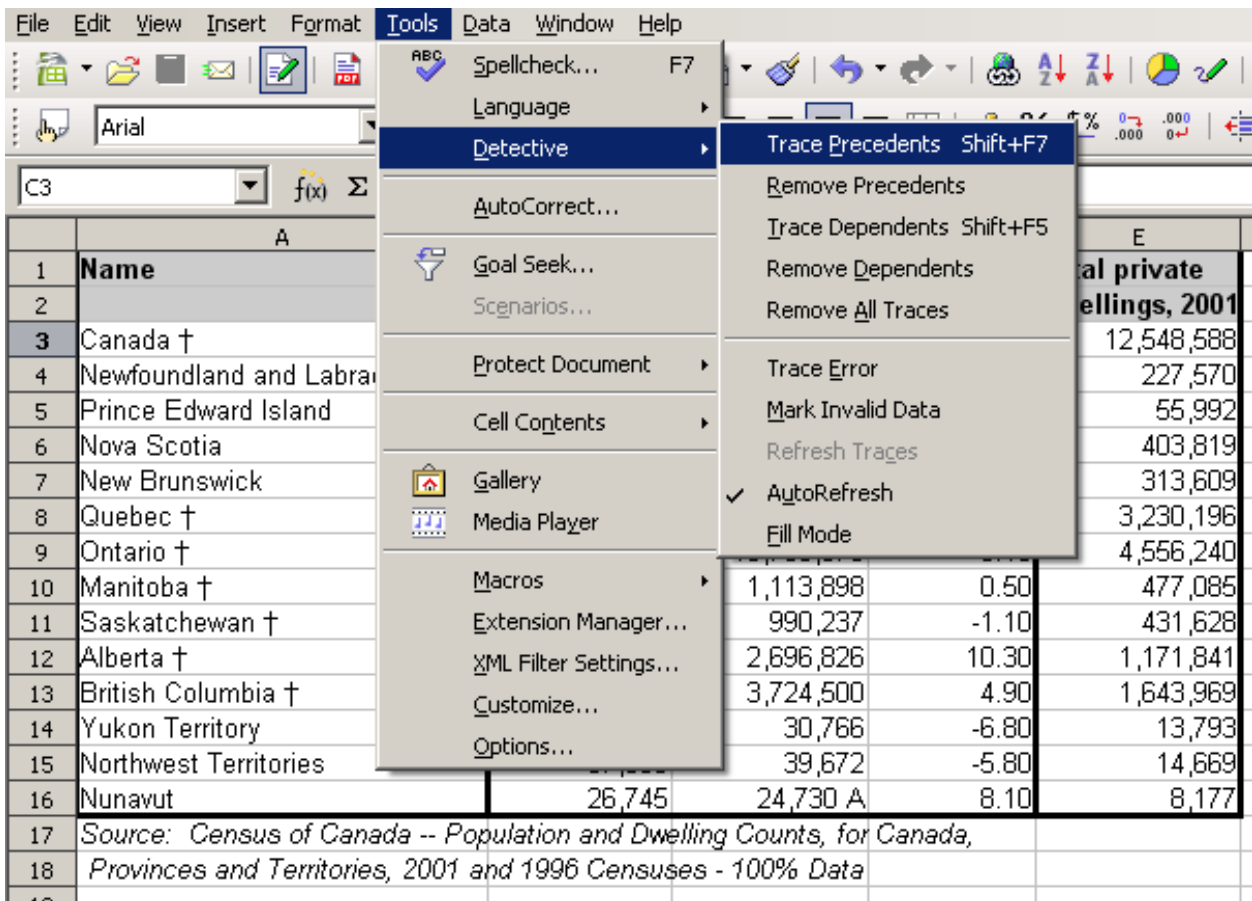 File Edit View Insert Format Tools Data Window Help
ABC Spellcheck... F7
PDF
A Z
Z A
Language
Arial
% 0 .000 .000 0
Detective
Trace Precedents Shift+F7
C3 f(x) Σ
Remove Precedents
AutoCorrect...
Trace Dependents Shift+F5
A E
Goal Seek...
Remove Dependents
1 Name al private
Scenarios...
Remove All Traces
2 ellings, 2001
3 Canada † 12,548,588
Protect Document
Trace Error
4 Newfoundland and Labra 227,570
Mark Invalid Data
5 Prince Edward Island 55,992
Cell Contents
Refresh Traces
6 Nova Scotia 403,819
Gallery
AutoRefresh
7 New Brunswick 313,609
Media Player
Fill Mode
8 Quebec † 3,230,196
9 Ontario † 4,556,240
Macros
10 Manitoba † 1,113,898 0.50 477,085
Extension Manager...
11 Saskatchewan † 990,237 -1.10 431,628
XML Filter Settings...
12 Alberta † 2,696,826 10.30 1,171,841
Customize...
13 British Columbia † 3,724,500 4.90 1,643,969
14 Yukon Territory 30,766 -6.80 13,793
Options...
15 Northwest Territories 39,672 -5.80 14,669
16 Nunavut 26,745 24,730 A 8.10 8,177
17 Source: Census of Canada -- Population and Dwelling Counts, for Canada,
18 Provinces and Territories, 2001 and 1996 Censuses - 100% Data